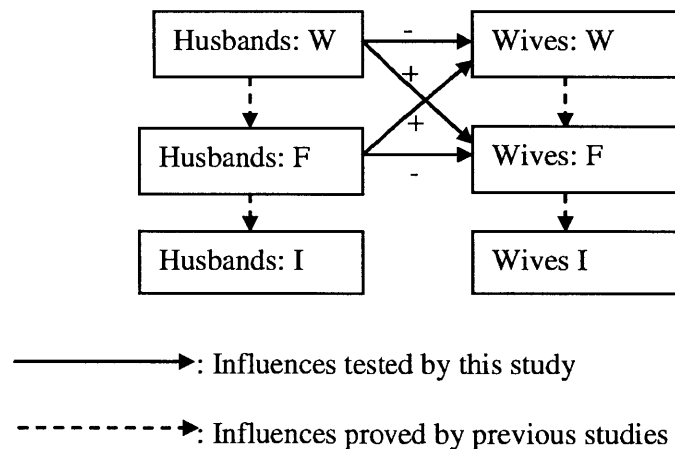 Husbands: W
-
Wives: W
+
+
Husbands: F
-
Wives: F
Husbands: I
Wives I
: Influences tested by this study
: Influences proved by previous studies